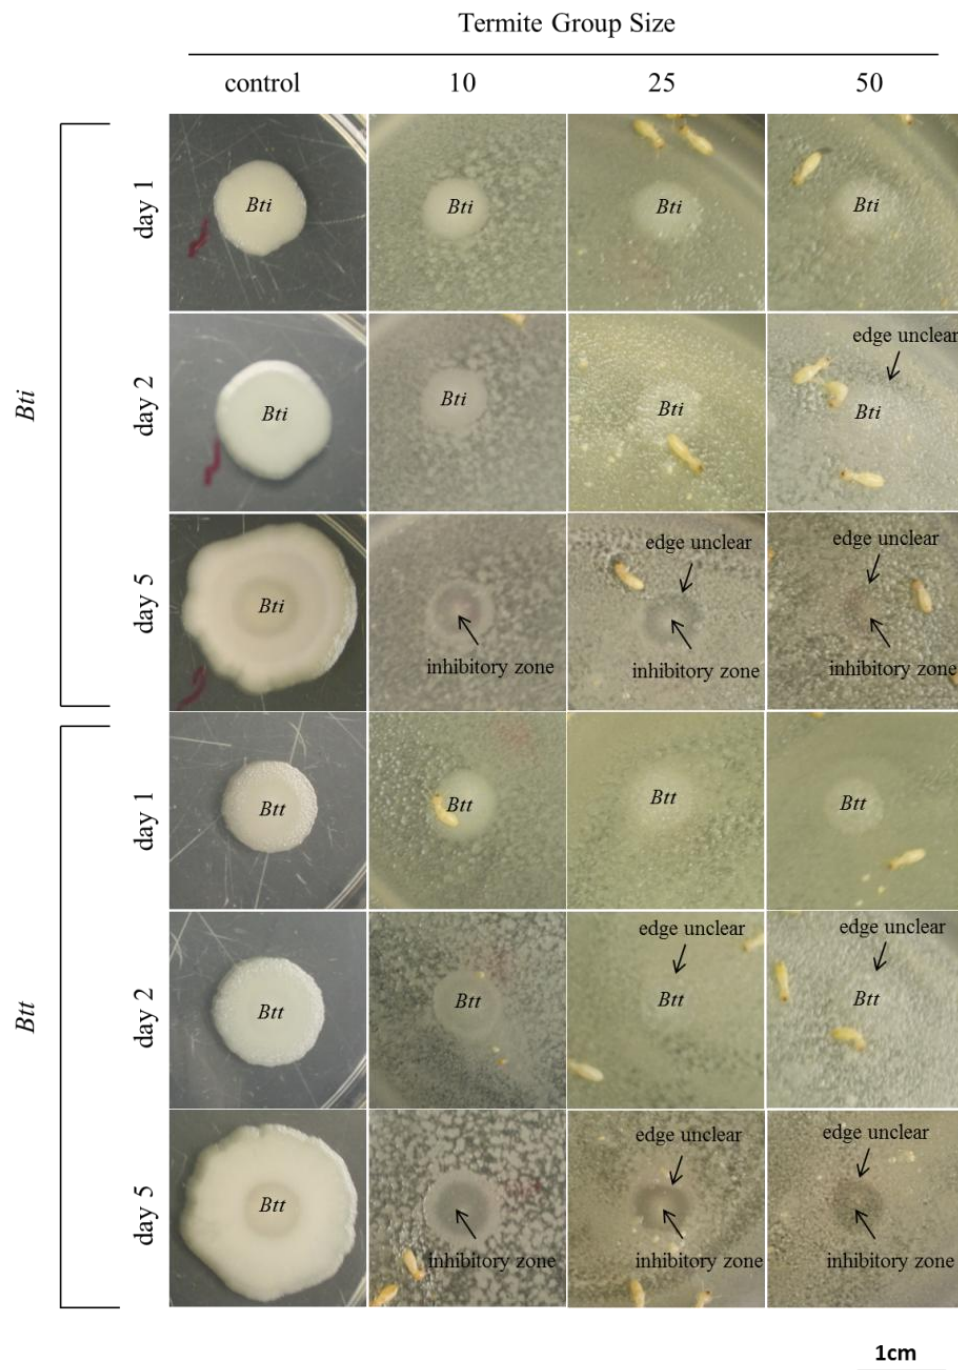 Termite Group Size
control 10 25 50
Bti
day 1
Bti Bti Bti Bti
day 2
edge unclear
Bti Bti Bti Bti
day 5
edge unclear edge unclear
Bti
inhibitory zone inhibitory zone inhibitory zone
Btt
day 1
Btt Btt Btt Btt
day 2
edge unclear edge unclear
Btt Btt Btt Btt
day 5
edge unclear edge unclear
Btt
inhibitory zone inhibitory zone inhibitory zone
1cm